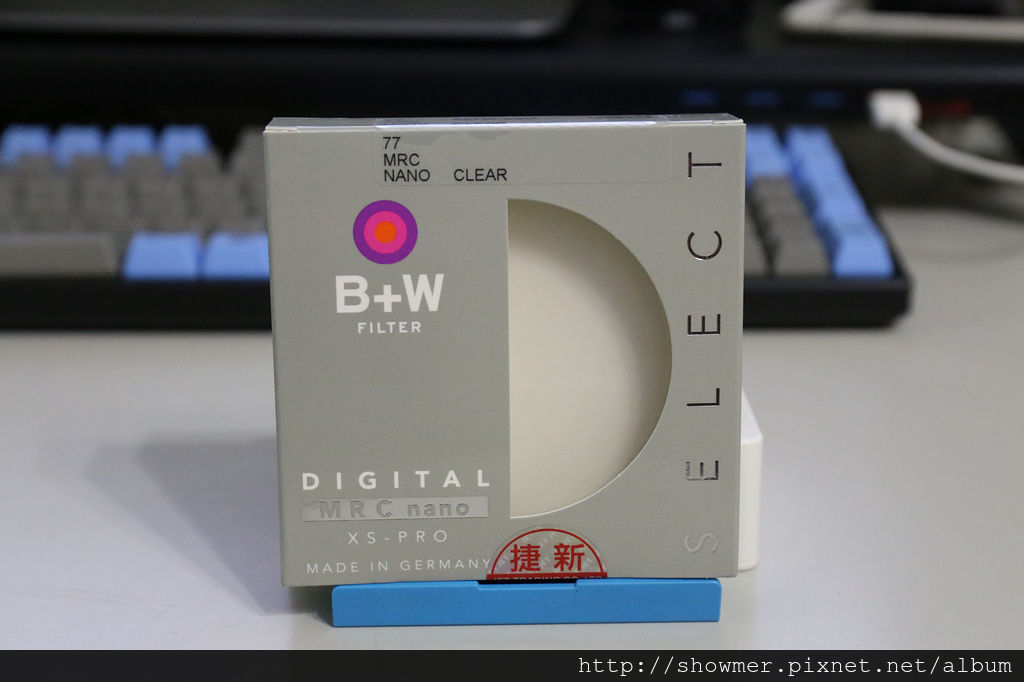 77
MRC
NANO CLEAR
B+W
FILTER
SELECT
DIGITAL
MRC nano
XS-PRO
MADE IN GERMANY
捷新
http://showmer.pixnet.net/album